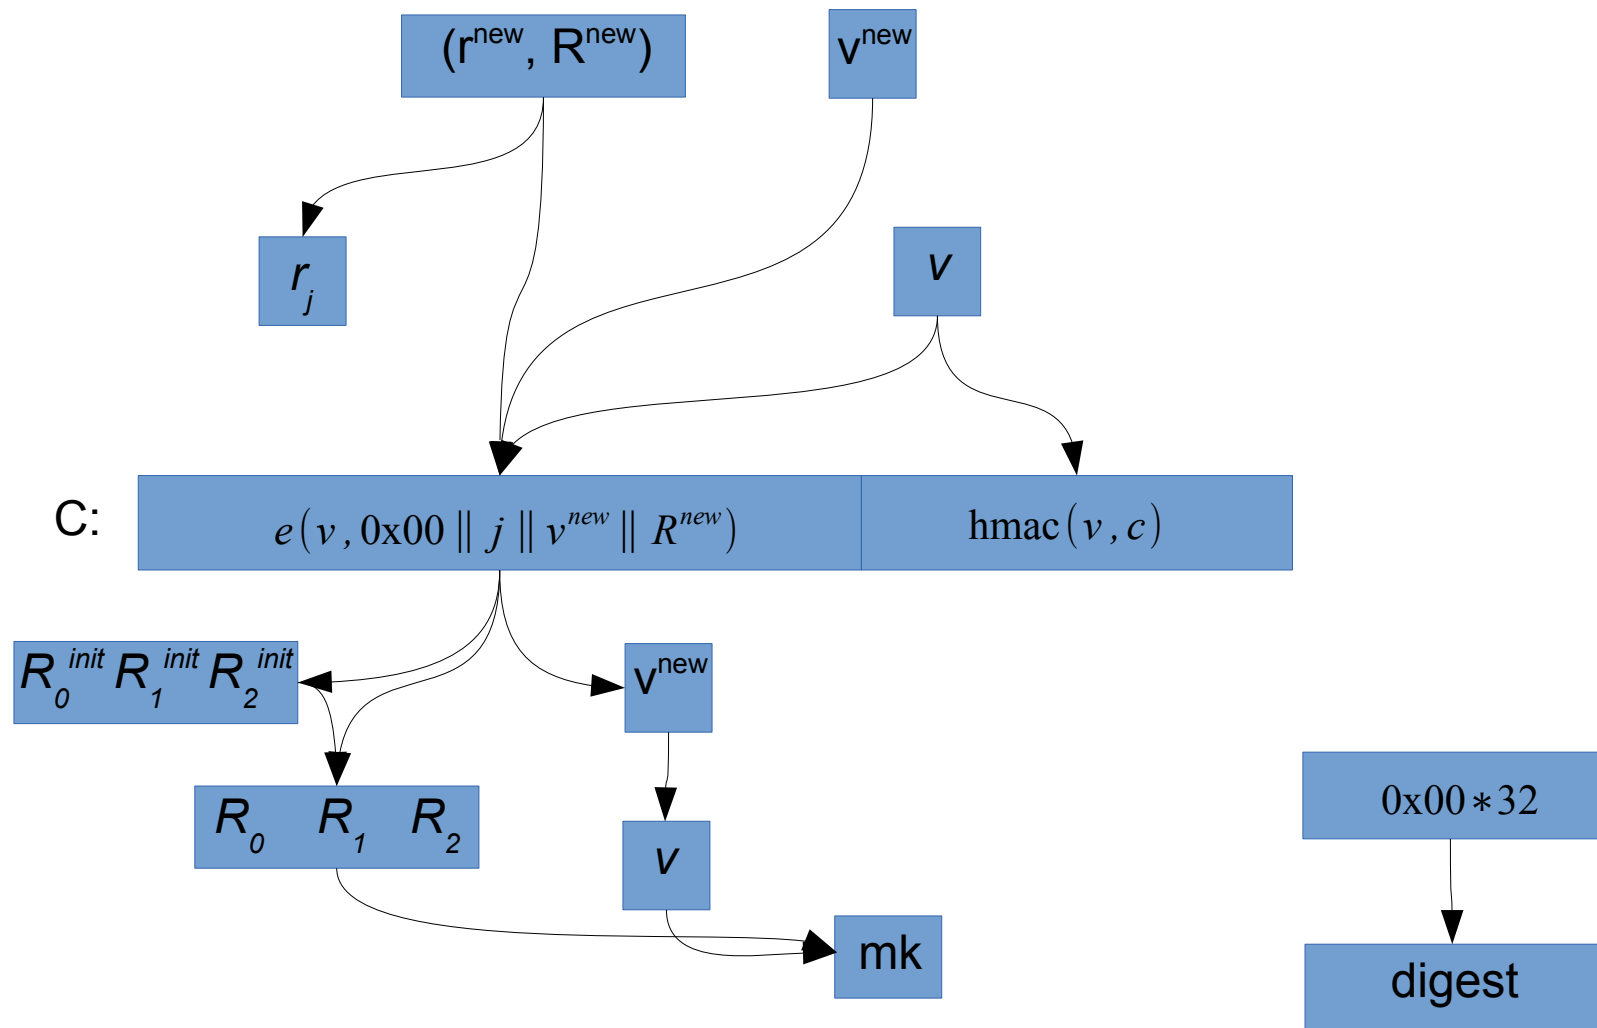 (r^new, R^new)
v^new
r_j
v
C:
e(v, 0x00 ‖ j ‖ v^new ‖ R^new)
hmac(v, c)
R_0^init R_1^init R_2^init
v^new
R_0 R_1 R_2
v
0x00∗32
mk
digest